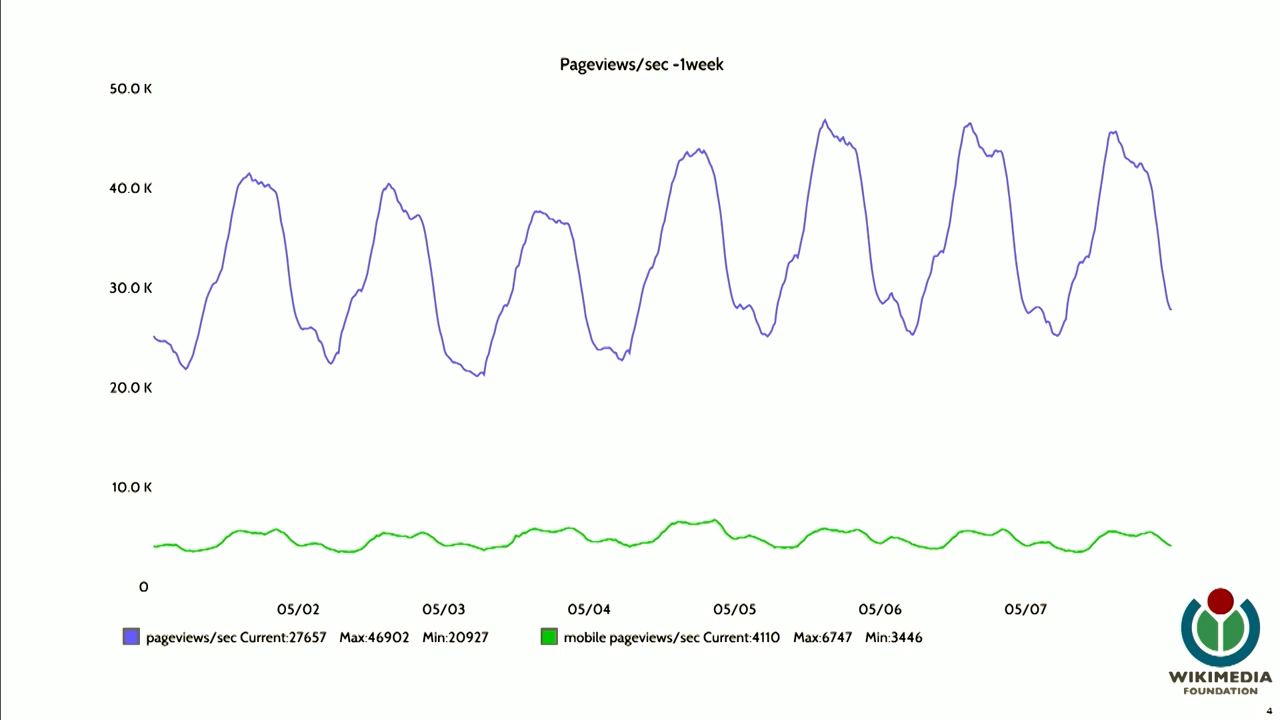 Pageviews/sec -1week
50.0 K
40.0 K
30.0 K
20.0 K
10.0 K
0
05/02 05/03 05/04 05/05 05/06 05/07
pageviews/sec Current:27657 Max:46902 Min:20927 mobile pageviews/sec Current:4110 Max:6747 Min:3446
WIKIMEDIA
FOUNDATION
4